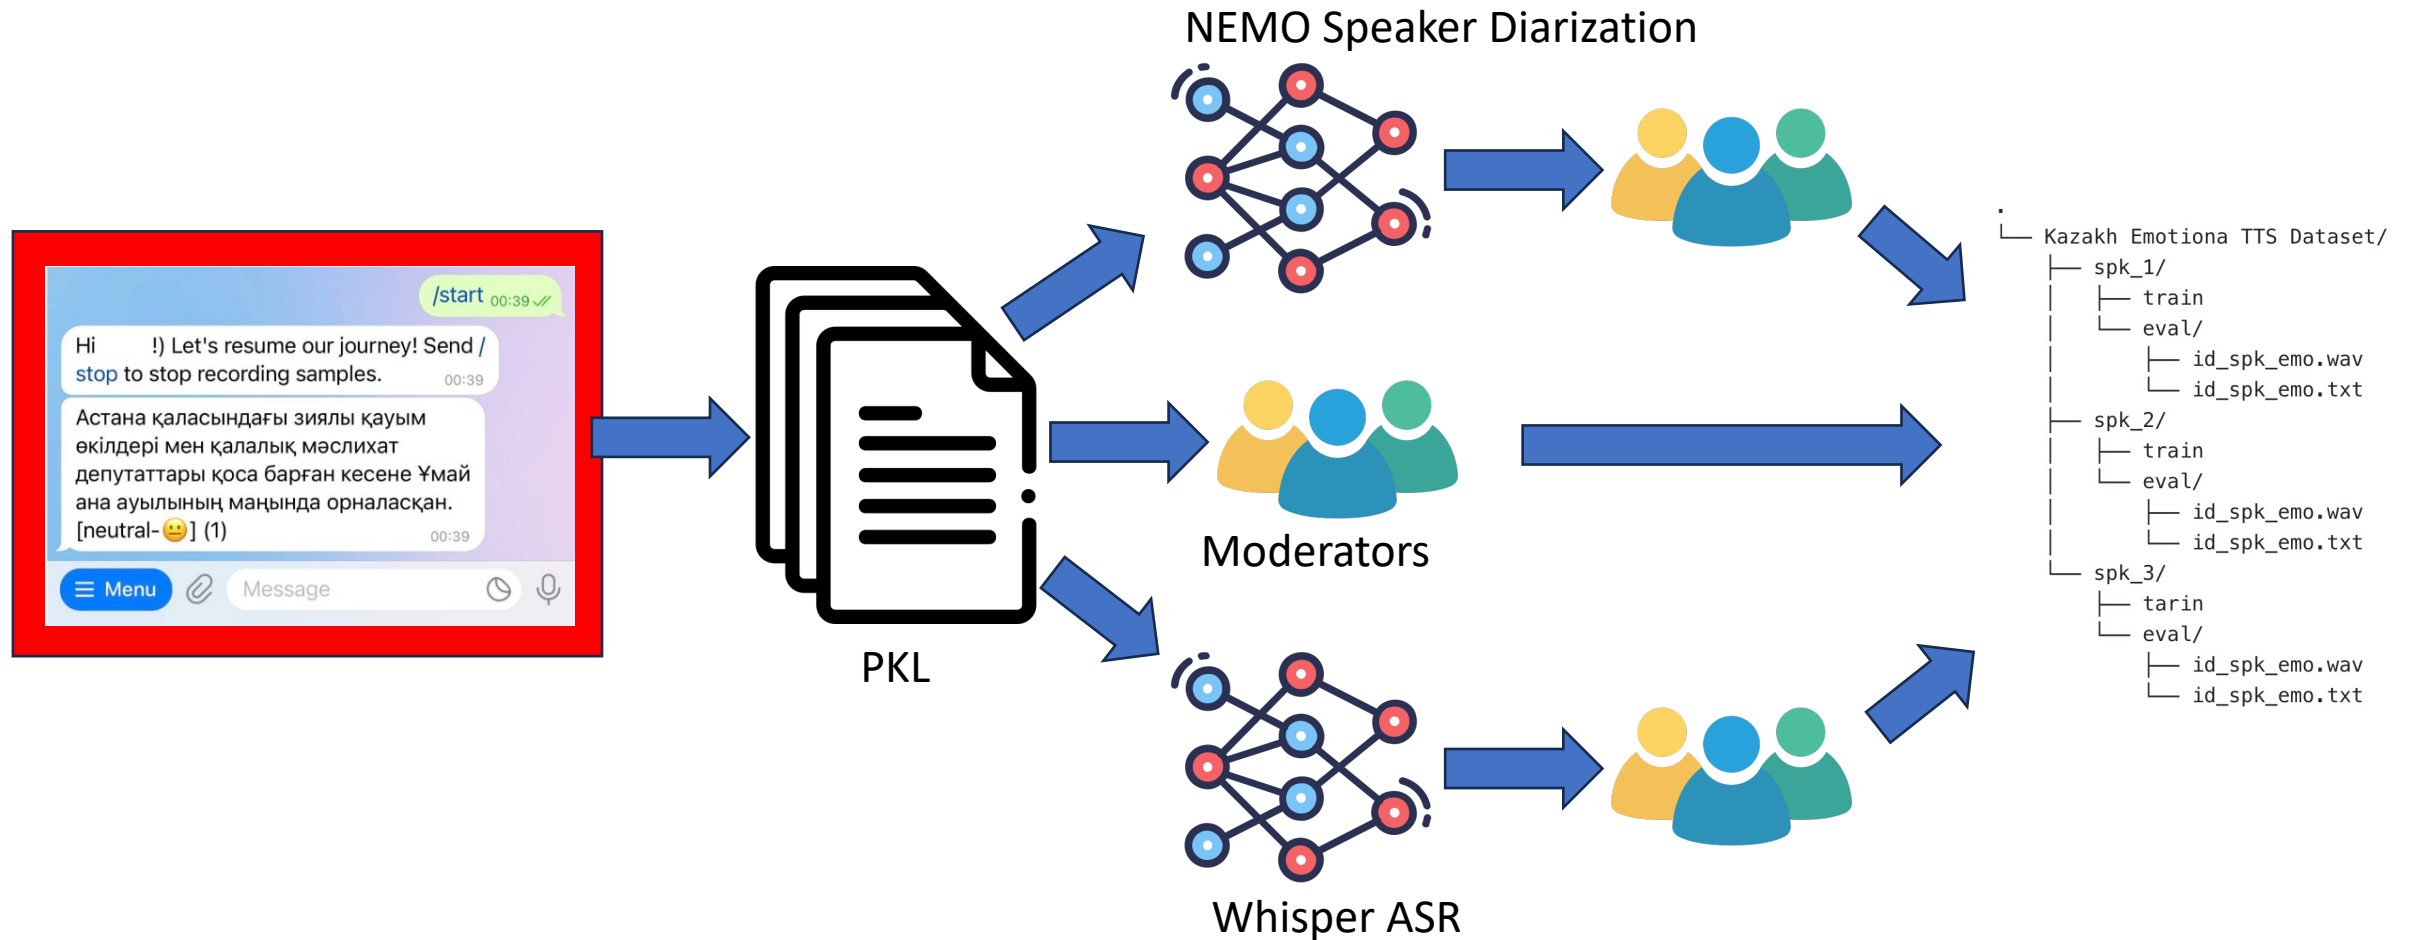 NEMO Speaker Diarization
/start 00:39
Hi !) Let's resume our journey! Send /
stop to stop recording samples. 00:39
Астана қаласындағы зиялы қауым
өкілдері мен қалалық мәслихат
депутаттары қоса барған кесене Ұмай
ана ауылының маңында орналасқан.
[neutral-😐] (1) 00:39
Menu Message
PKL
Moderators
Whisper ASR
.
└── Kazakh Emotiona TTS Dataset/
├── spk_1/
│ ├── train
│ └── eval/
│ ├── id_spk_emo.wav
│ └── id_spk_emo.txt
├── spk_2/
│ ├── train
│ └── eval/
│ ├── id_spk_emo.wav
│ └── id_spk_emo.txt
└── spk_3/
├── tarin
└── eval/
├── id_spk_emo.wav
└── id_spk_emo.txt